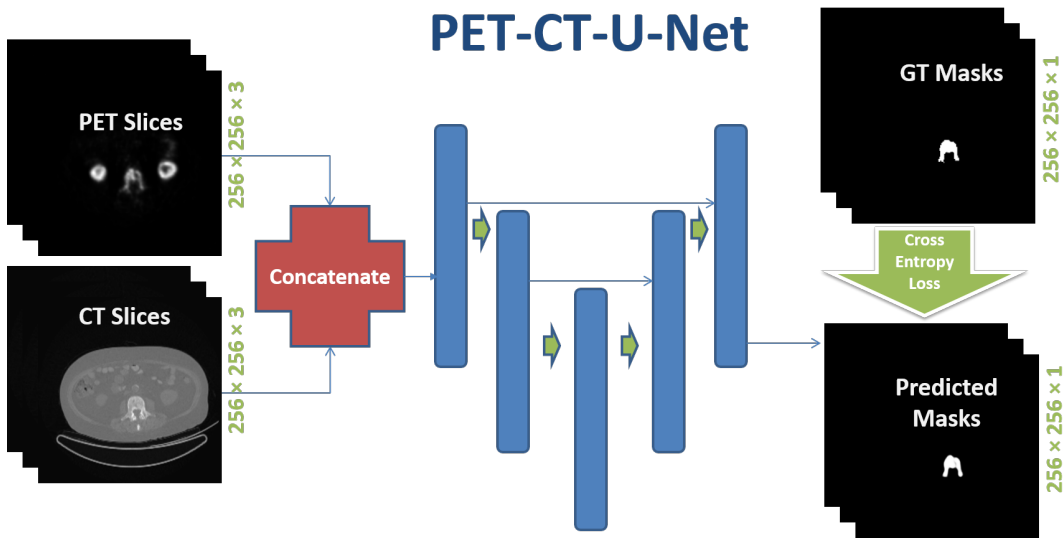 PET-CT-U-Net
PET Slices
256 × 256 × 3
CT Slices
256 × 256 × 3
Concatenate
GT Masks
256 × 256 × 1
Cross
Entropy
Loss
Predicted
Masks
256 × 256 × 1